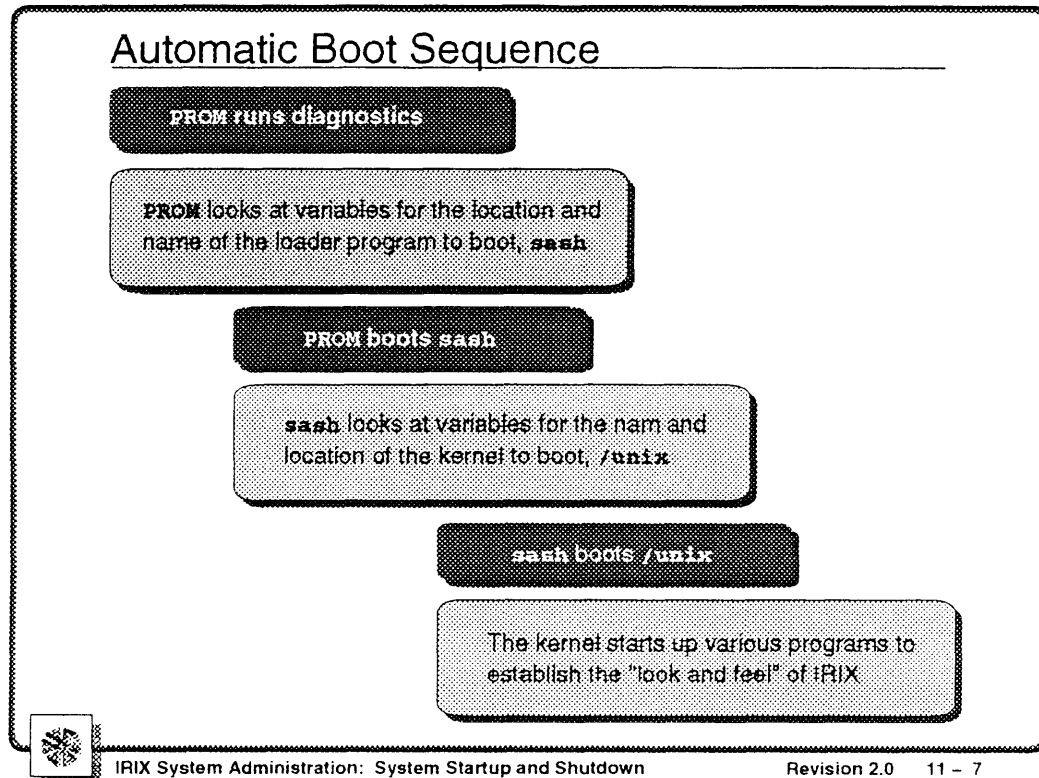 Automatic Boot Sequence
PROM runs diagnostics
PROM looks at variables for the location and
name of the loader program to boot, sash
PROM boots sash
sash looks at variables for the nam and
location of the kernel to boot, /unix
sash boots /unix
The kernel starts up various programs to
establish the "look and feel" of IRIX
IRIX System Administration: System Startup and Shutdown Revision 2.0 11 – 7